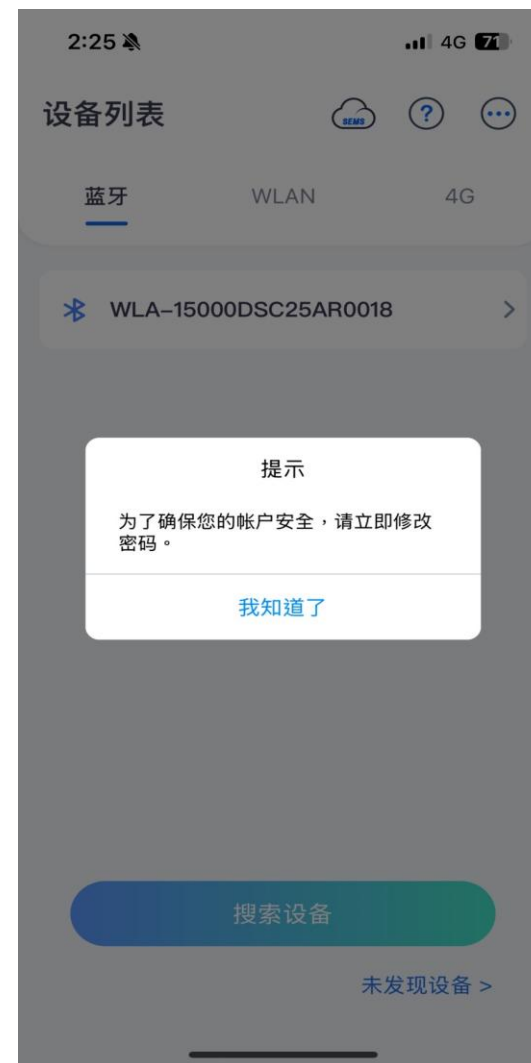 2:25 4G 71
设备列表 SEMS ?
蓝牙 WLAN 4G
WLA-15000DSC25AR0018 >
提示
为了确保您的帐户安全，请立即修改
密码。
我知道了
搜索设备
未发现设备 >